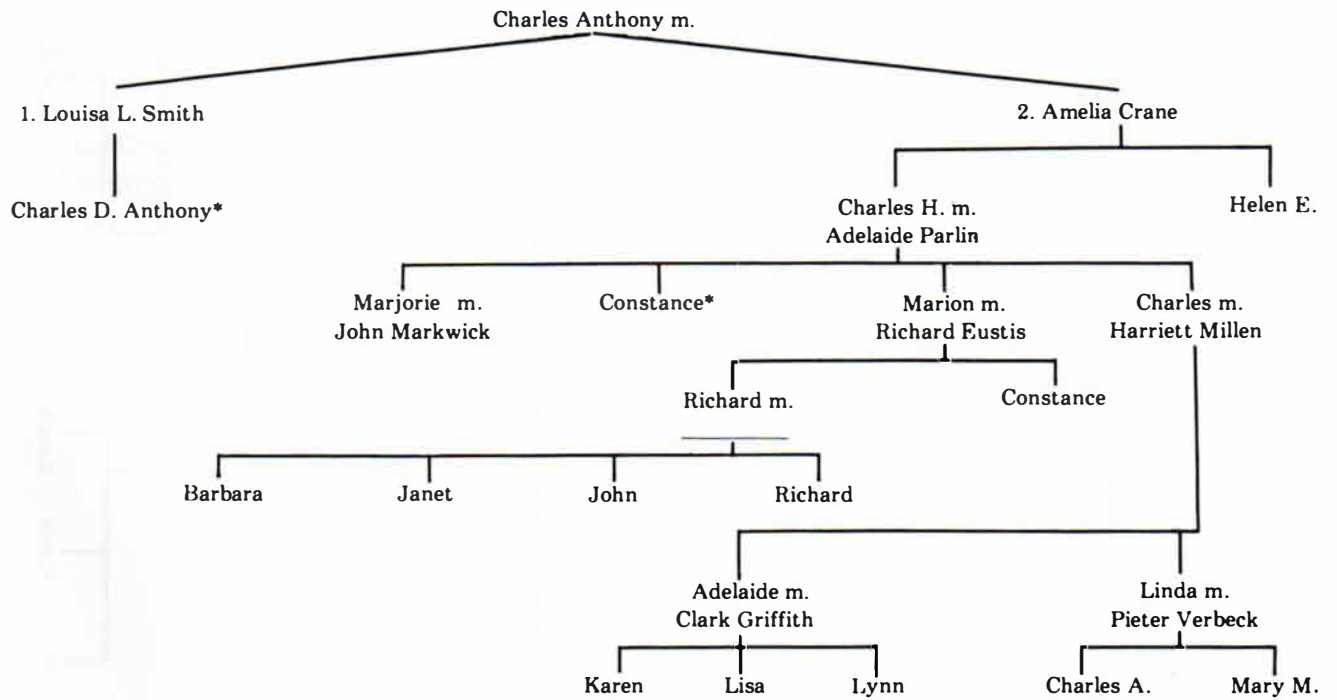 Charles Anthony m.
1. Louisa L. Smith
2. Amelia Crane
Charles D. Anthony*
Charles H. m.
Adelaide Parlin
Helen E.
Marjorie m.
John Markwick
Constance*
Marion m.
Richard Eustis
Charles m.
Harriett Millen
Richard m.
Constance
Barbara
Janet
John
Richard
Adelaide m.
Clark Griffith
Linda m.
Pieter Verbeck
Karen
Lisa
Lynn
Charles A.
Mary M.